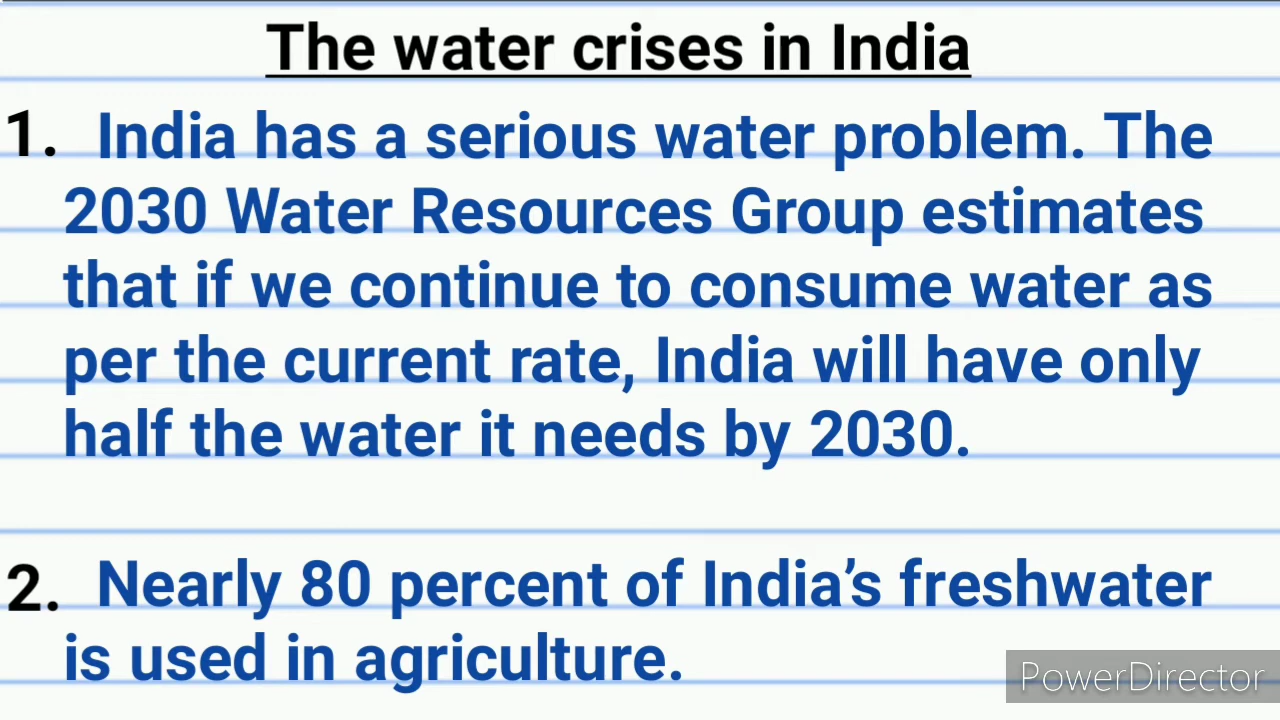 The water crises in India
1. India has a serious water problem. The
2030 Water Resources Group estimates
that if we continue to consume water as
per the current rate, India will have only
half the water it needs by 2030.
2. Nearly 80 percent of India’s freshwater
is used in agriculture.
PowerDirector